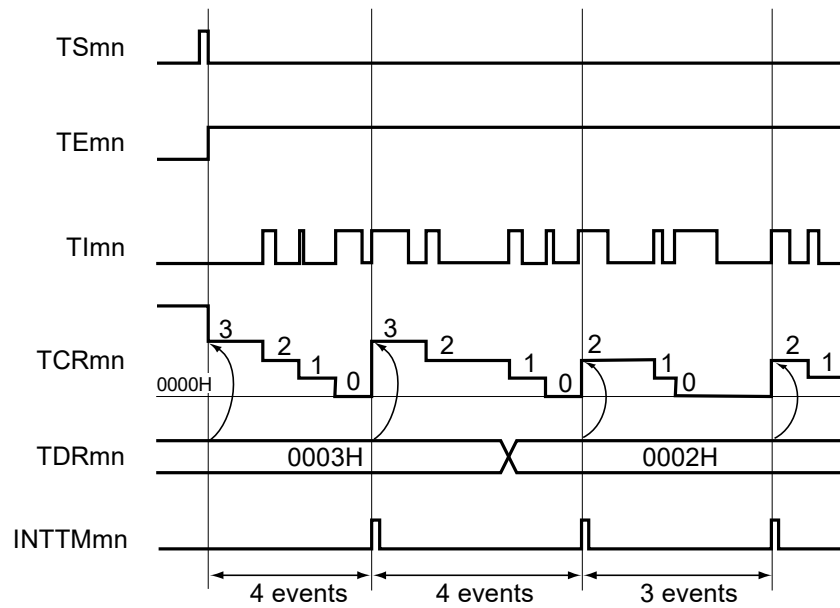 TSmn
TEmn
TImn
TCRmn
3 2 1 0 3 2 1 0 2 1 0 2 1
0000H
TDRmn
0003H 0002H
INTTMmn
4 events 4 events 3 events